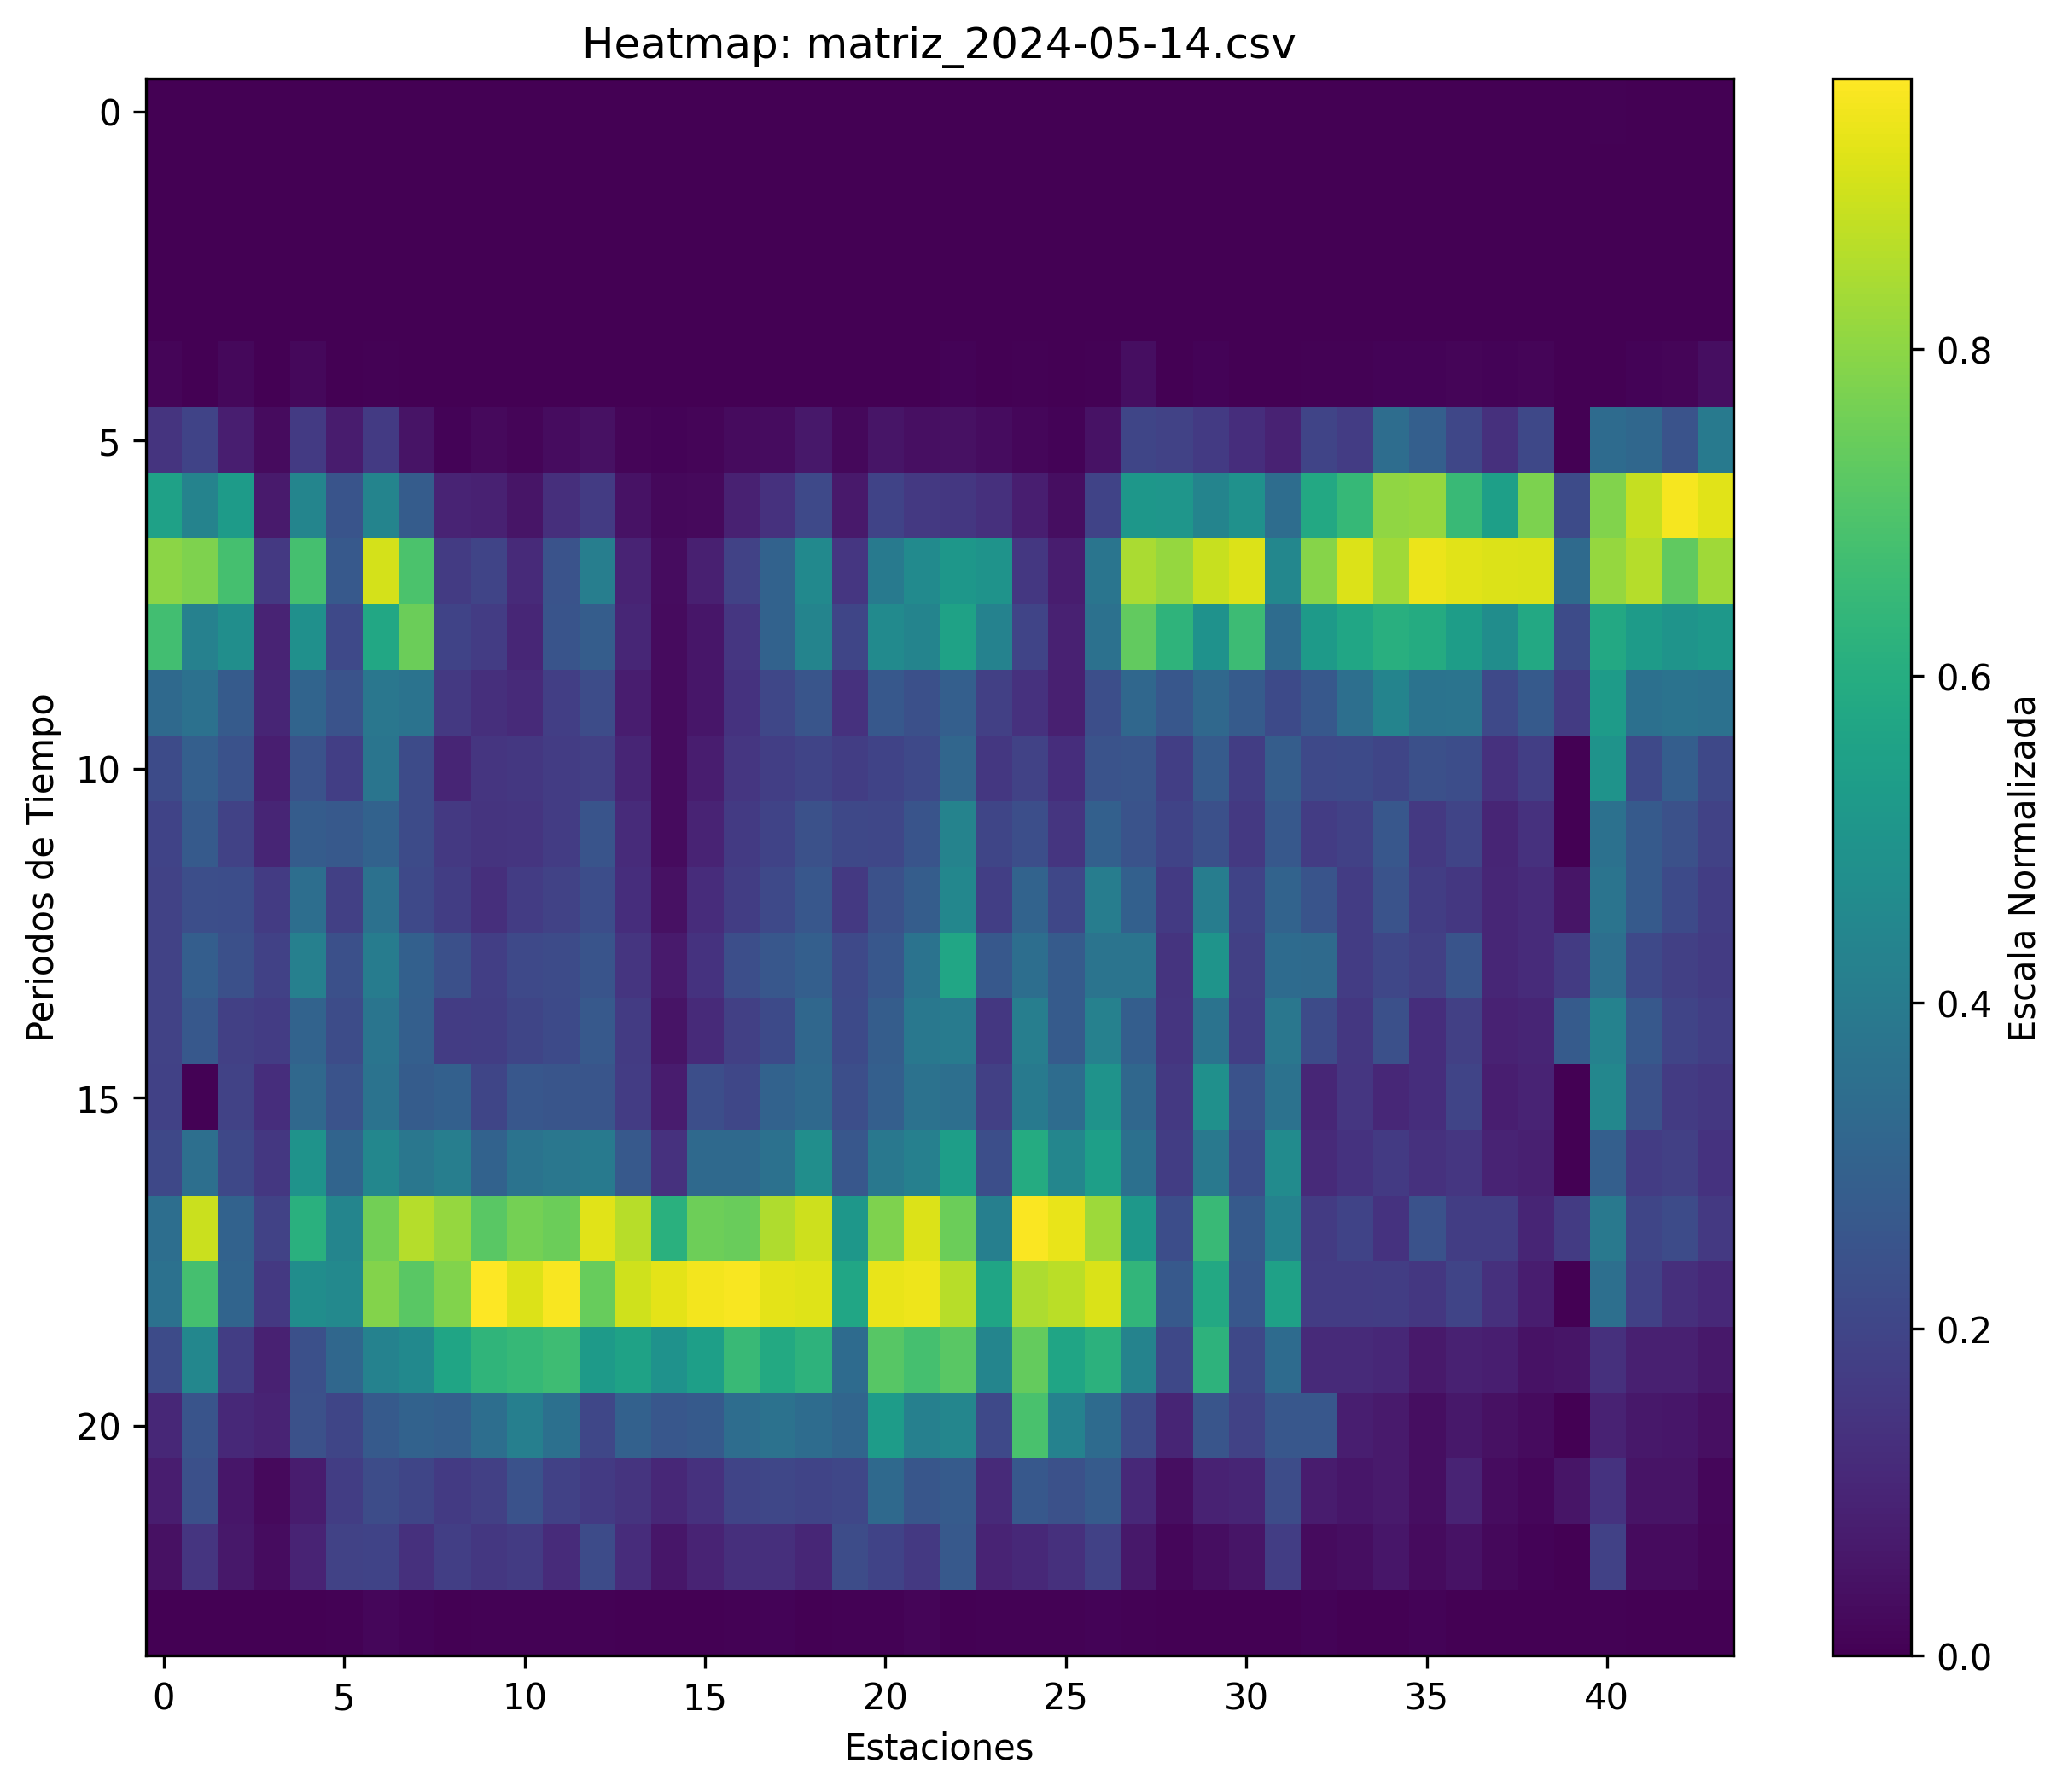 Heatmap: matriz_2024-05-14.csv
Periodos de Tiempo
0
5
10
15
20
0 5 10 15 20 25 30 35 40
Estaciones
0.8
0.6
0.4
0.2
0.0
Escala Normalizada